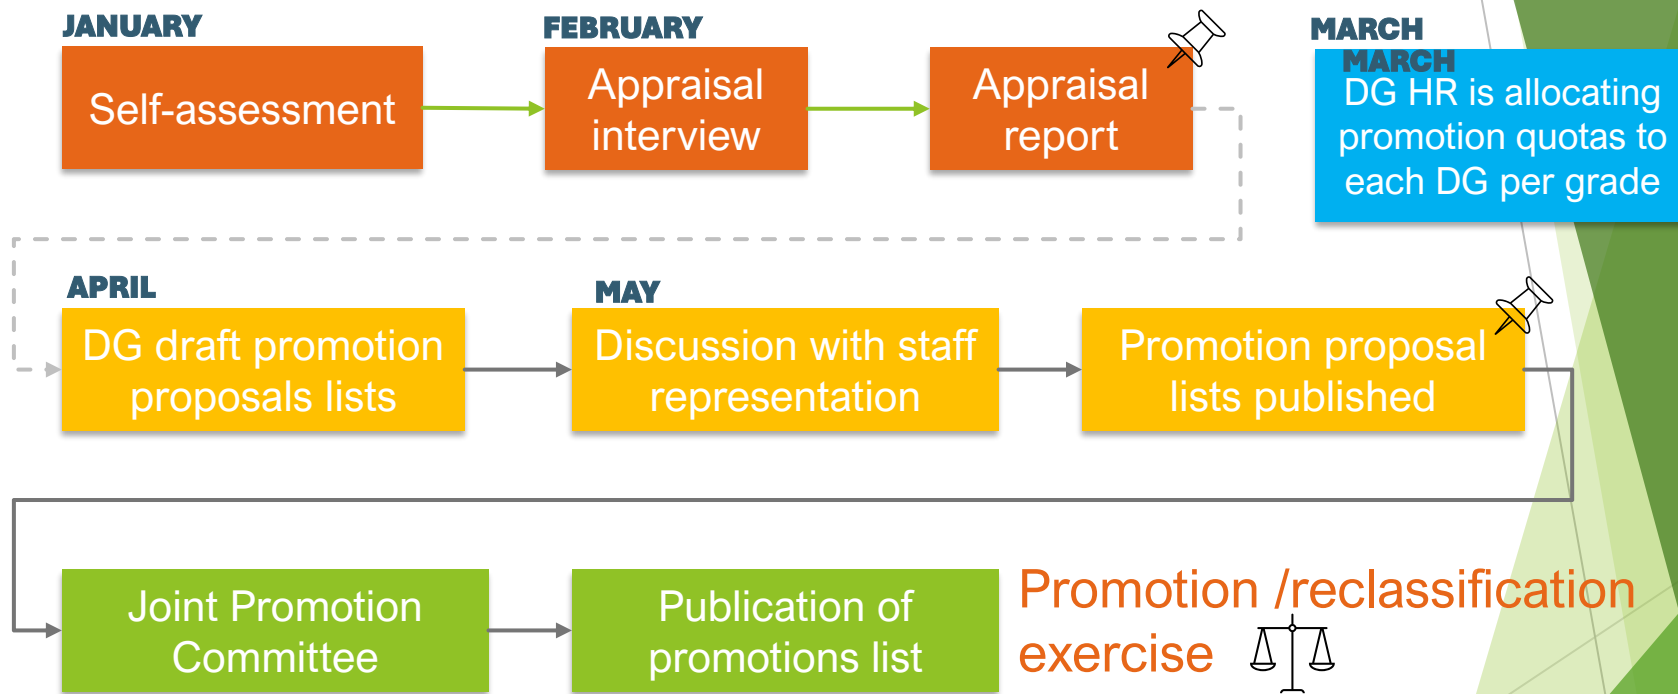 JANUARY
Self-assessment
FEBRUARY
Appraisal
interview
Appraisal
report
MARCH
MARCH
DG HR is allocating
promotion quotas to
each DG per grade
APRIL
DG draft promotion
proposals lists
MAY
Discussion with staff
representation
Promotion proposal
lists published
Joint Promotion
Committee
Publication of
promotions list
Promotion /reclassification
exercise